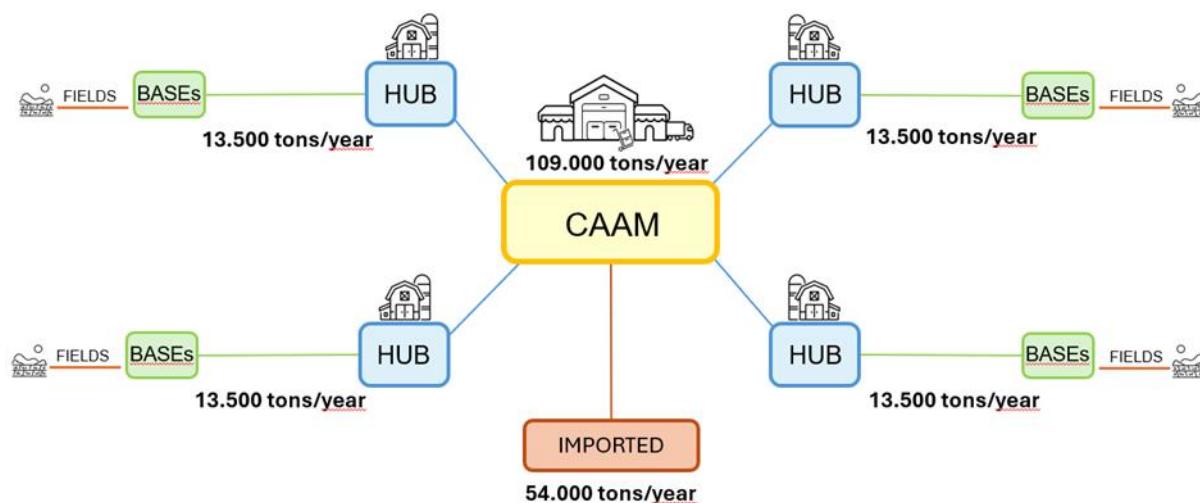 HUB
HUB
FIELDS
BASEs
BASEs
FIELDS
13.500 tons/year
109.000 tons/year
13.500 tons/year
CAAM
FIELDS
BASEs
HUB
HUB
BASEs
FIELDS
13.500 tons/year
13.500 tons/year
IMPORTED
54.000 tons/year